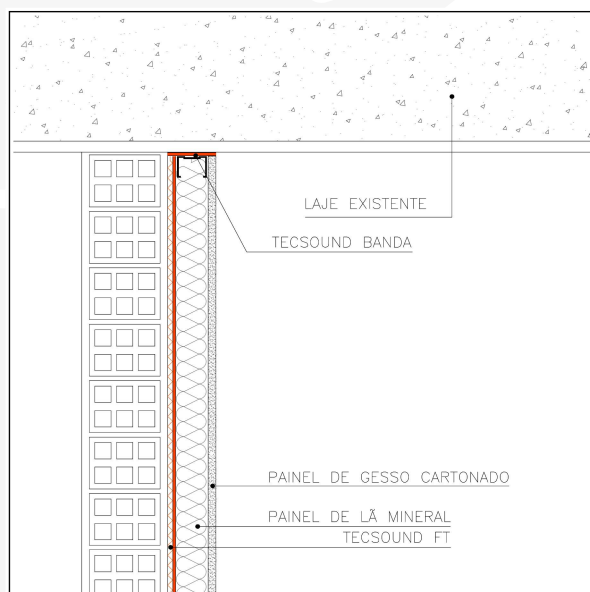 LAJE EXISTENTE
TECSOUND BANDA
PAINEL DE GESSO CARTONADO
PAINEL DE LÃ MINERAL
TECSOUND FT